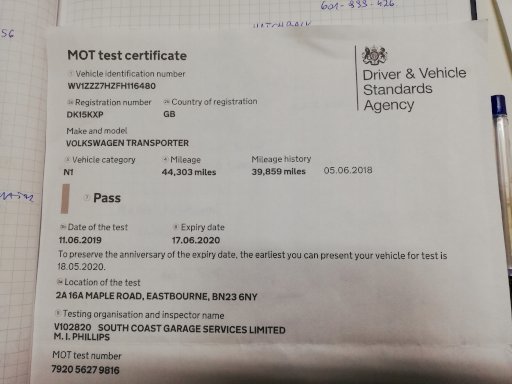 601-333-426
56
HATCHBACK
MOT test certificate
Driver & Vehicle
Standards
Agency
Vehicle identification number
WV1ZZZ7HZFH116480
Registration number Country of registration
DK15KXP GB
Make and model
VOLKSWAGEN TRANSPORTER
Vehicle category Mileage Mileage history
N1 44,303 miles 39,859 miles 05.06.2018
Pass
Date of the test Expiry date
11.06.2019 17.06.2020
To preserve the anniversary of the expiry date, the earliest you can present your vehicle for test is
18.05.2020.
Location of the test
2A 16A MAPLE ROAD, EASTBOURNE, BN23 6NY
Testing organisation and inspector name
V102820 SOUTH COAST GARAGE SERVICES LIMITED
M. I. PHILLIPS
MOT test number
7920 5627 9816